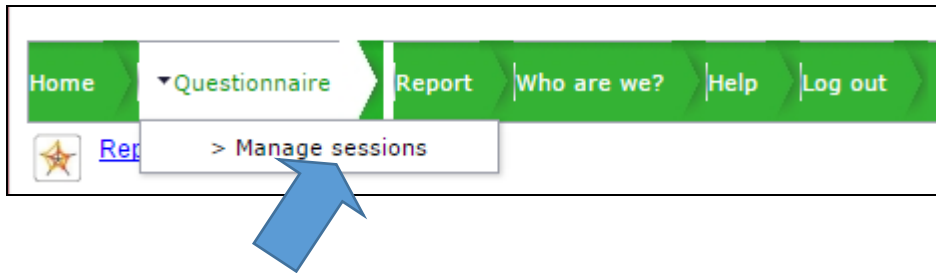 Home Questionnaire Report Who are we? Help Log out
Rep > Manage sessions